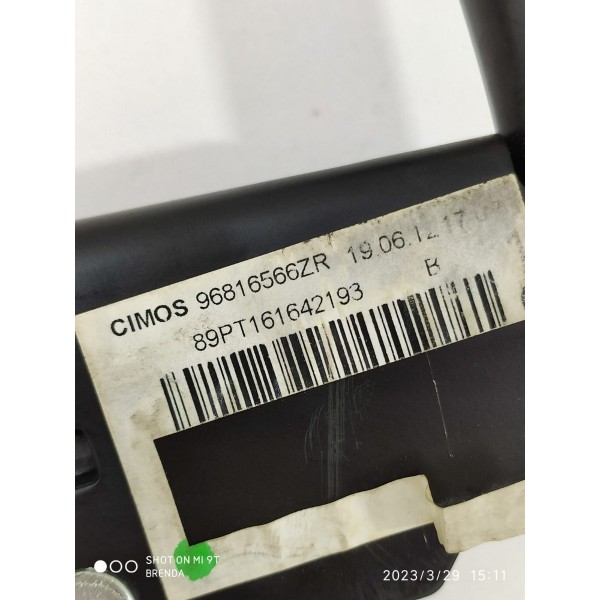 CIMOS 96816566ZR 19.06.12 17:
89PT161642193 B
SHOT ON MI 9T
BRENDA
2023/3/29 15:11